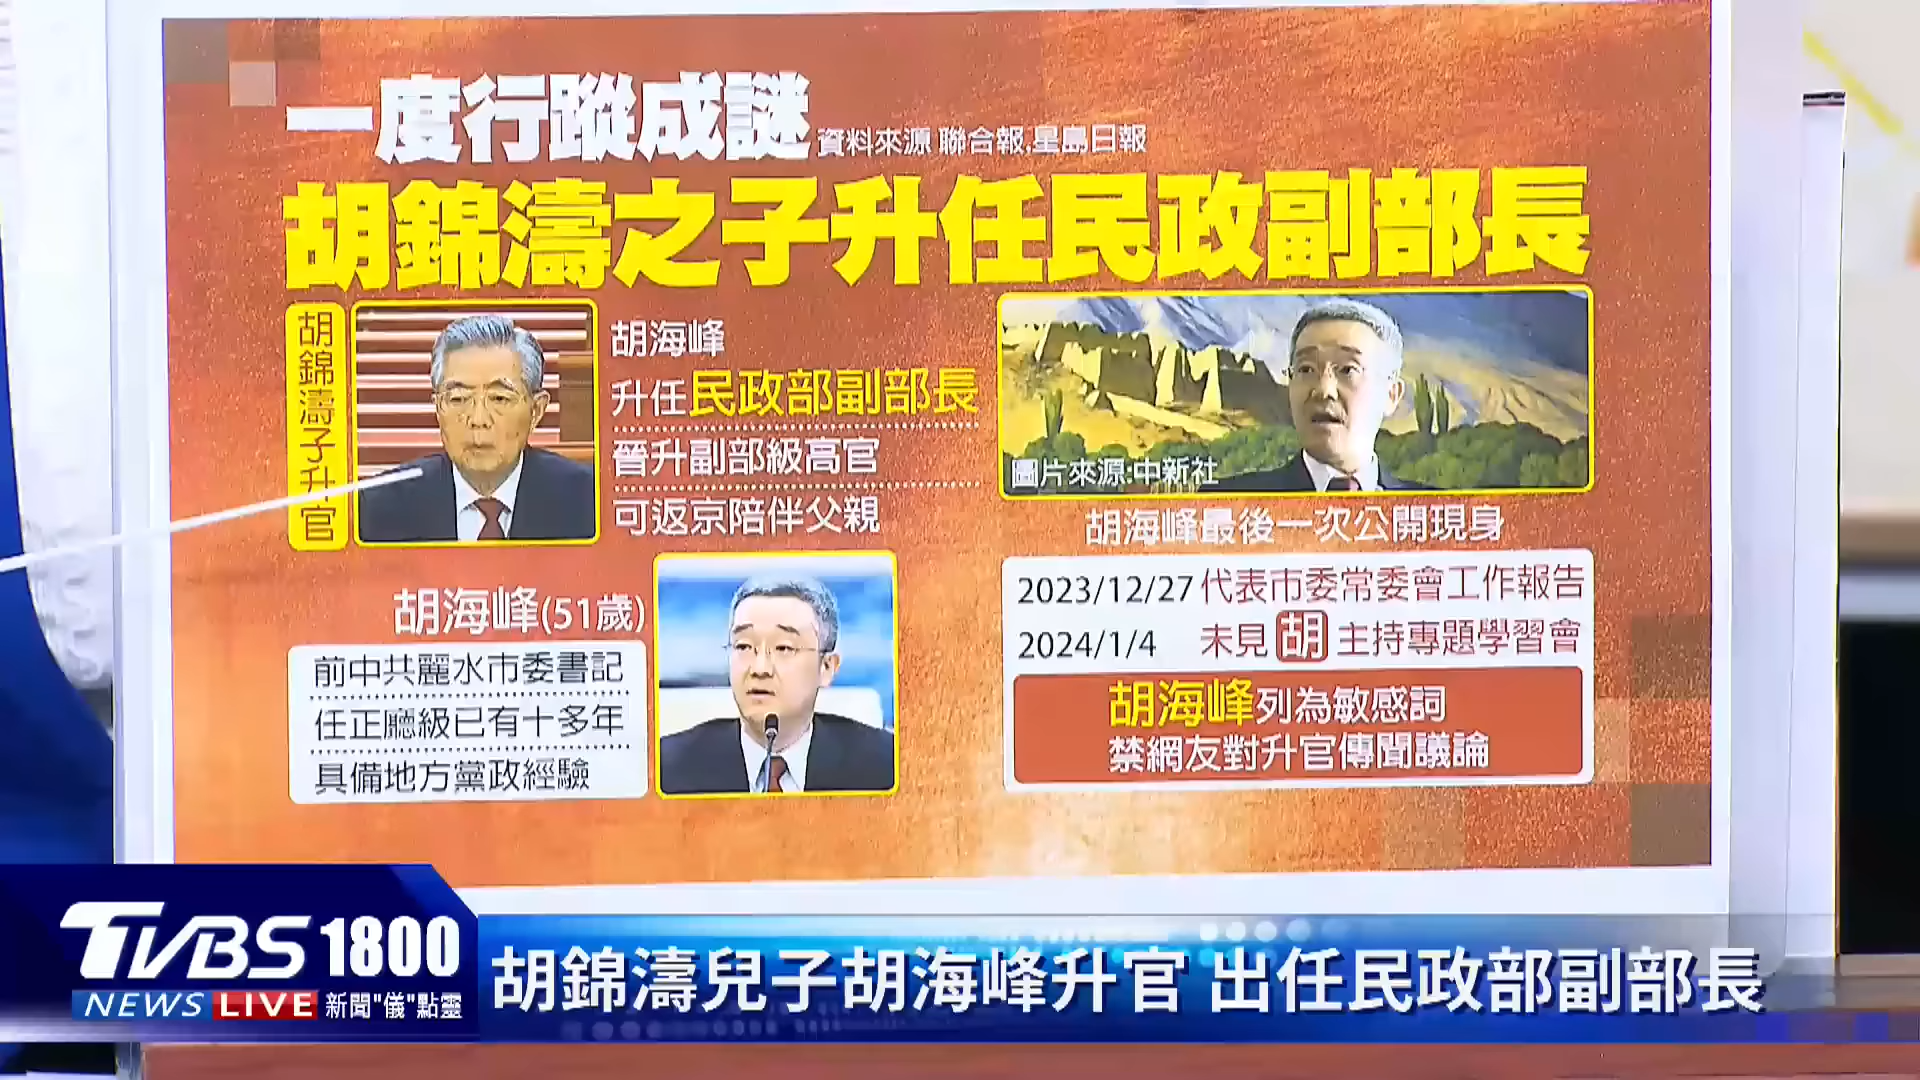 一度行蹤成謎
資料來源 聯合報.星島日報
胡錦濤之子升任民政副部長
胡錦濤子升官
胡海峰
升任民政部副部長
晉升副部級高官
可返京陪伴父親
胡海峰(51歲)
前中共麗水市委書記
任正廳級已有十多年
具備地方黨政經驗
圖片來源:中新社
胡海峰最後一次公開現身
2023/12/27代表市委常委會工作報告
2024/1/4 未見胡主持專題學習會
胡海峰列為敏感詞
禁網友對升官傳聞議論
TVBS 1800
NEWS LIVE 新聞"儀"點靈
胡錦濤兒子胡海峰升官 出任民政部副部長